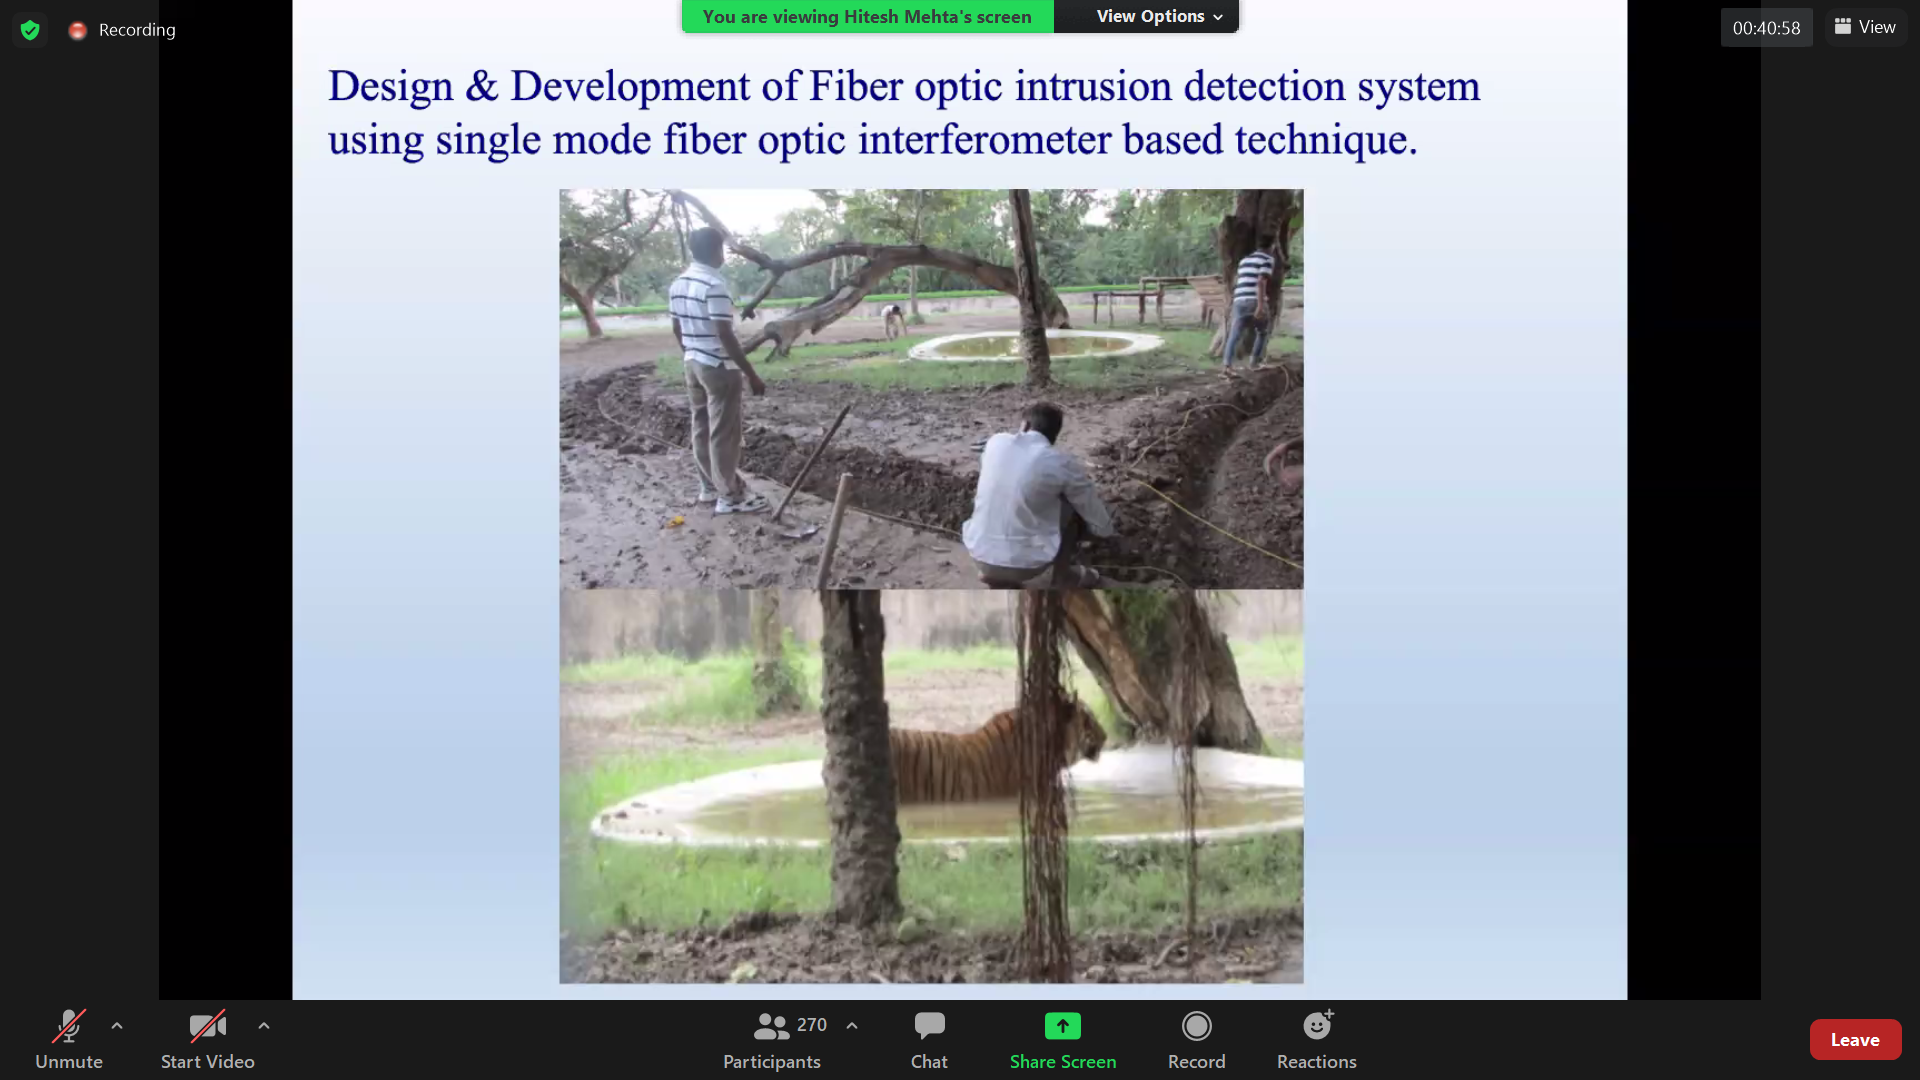 You are viewing Hitesh Mehta's screen
View Options
Recording
00:40:58
View
Design & Development of Fiber optic intrusion detection system
using single mode fiber optic interferometer based technique.
Unmute
Start Video
270
Participants
Chat
Share Screen
Record
Reactions
Leave